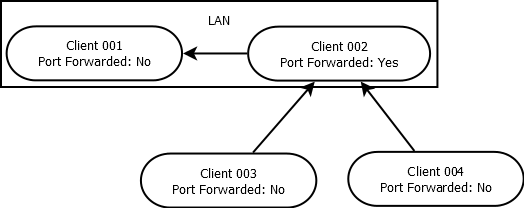 LAN
Client 001
Port Forwarded: No
Client 002
Port Forwarded: Yes
Client 003
Port Forwarded: No
Client 004
Port Forwarded: No